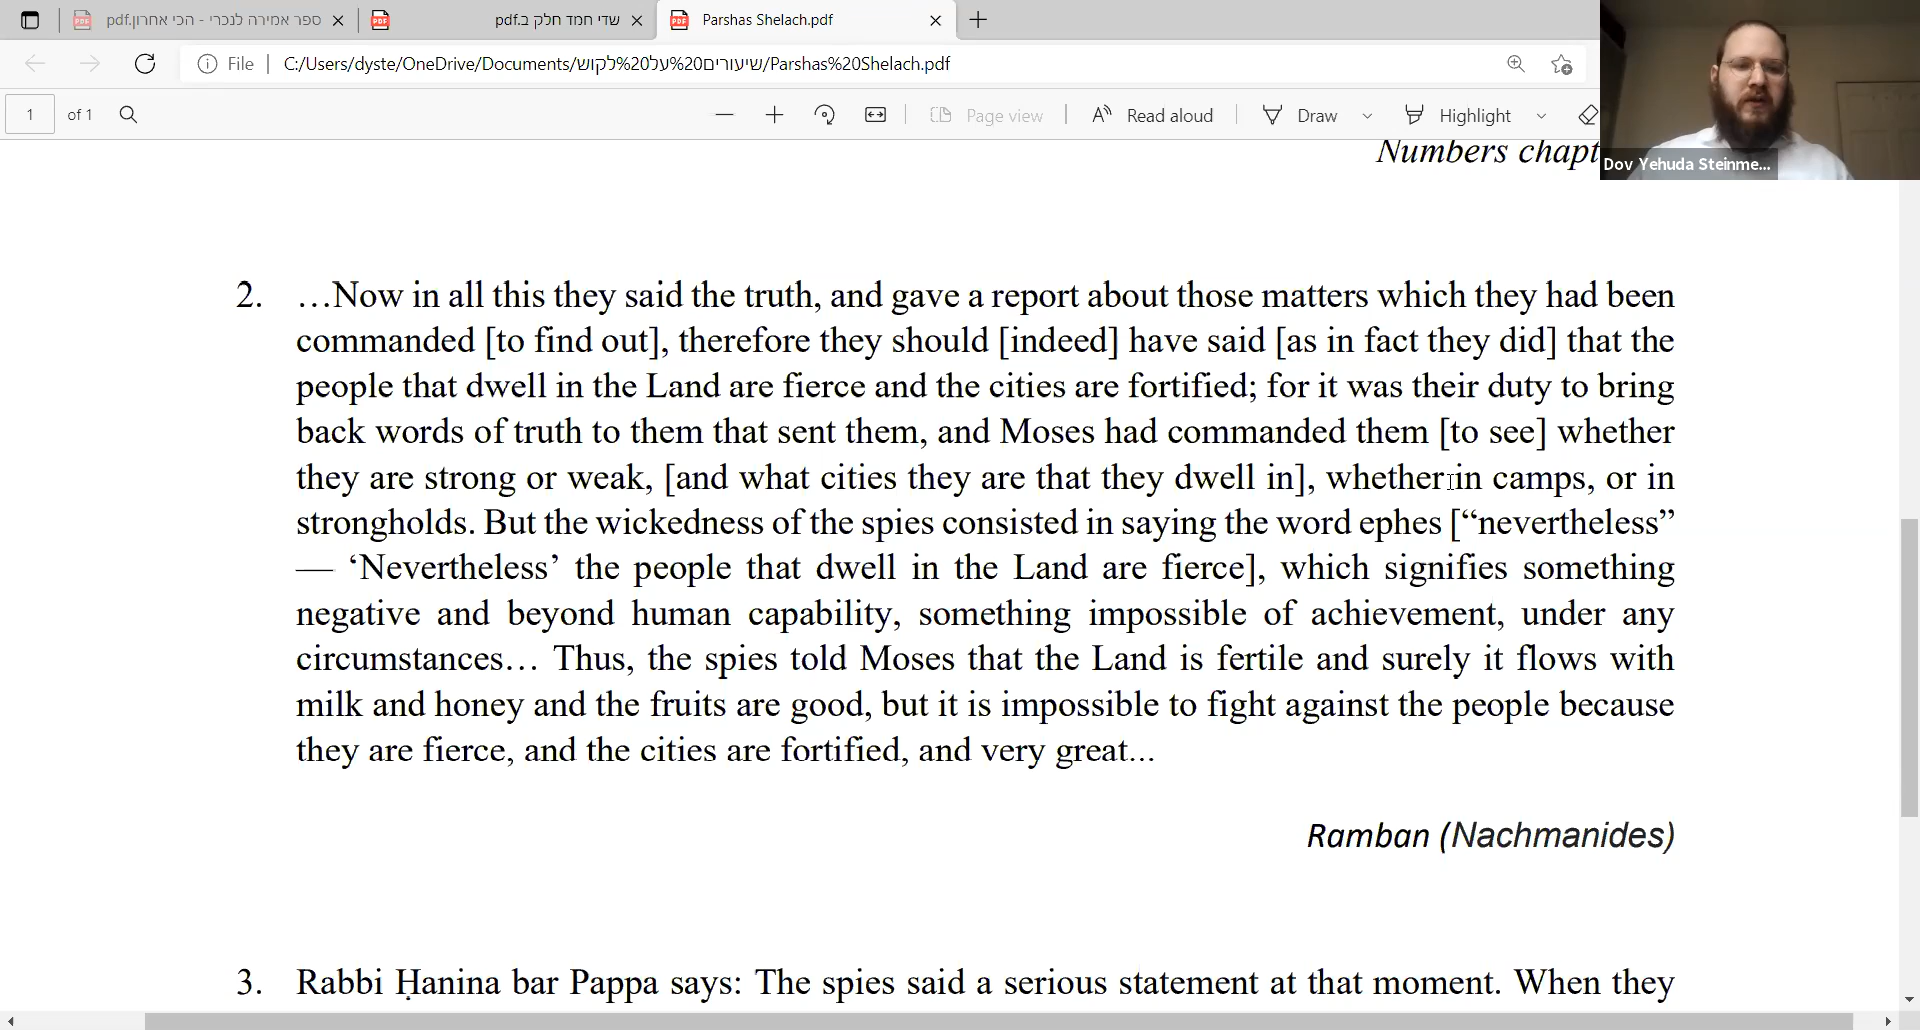 ספר אמירה לנכרי - הכי אחרון.pdf
שדי חמד חלק ב.pdf
Parshas Shelach.pdf
File
C:/Users/dyste/OneDrive/Documents/שיעורים%20על%20לקוש/Parshas%20Shelach.pdf
1 of 1
Page view
Read aloud
Draw
Highlight
Dov Yehuda Steinme...
Numbers chapt
2. …Now in all this they said the truth, and gave a report about those matters which they had been
commanded [to find out], therefore they should [indeed] have said [as in fact they did] that the
people that dwell in the Land are fierce and the cities are fortified; for it was their duty to bring
back words of truth to them that sent them, and Moses had commanded them [to see] whether
they are strong or weak, [and what cities they are that they dwell in], whether in camps, or in
strongholds. But the wickedness of the spies consisted in saying the word ephes [“nevertheless”
— ‘Nevertheless’ the people that dwell in the Land are fierce], which signifies something
negative and beyond human capability, something impossible of achievement, under any
circumstances… Thus, the spies told Moses that the Land is fertile and surely it flows with
milk and honey and the fruits are good, but it is impossible to fight against the people because
they are fierce, and the cities are fortified, and very great...
Ramban (Nachmanides)
3. Rabbi Ḥanina bar Pappa says: The spies said a serious statement at that moment. When they